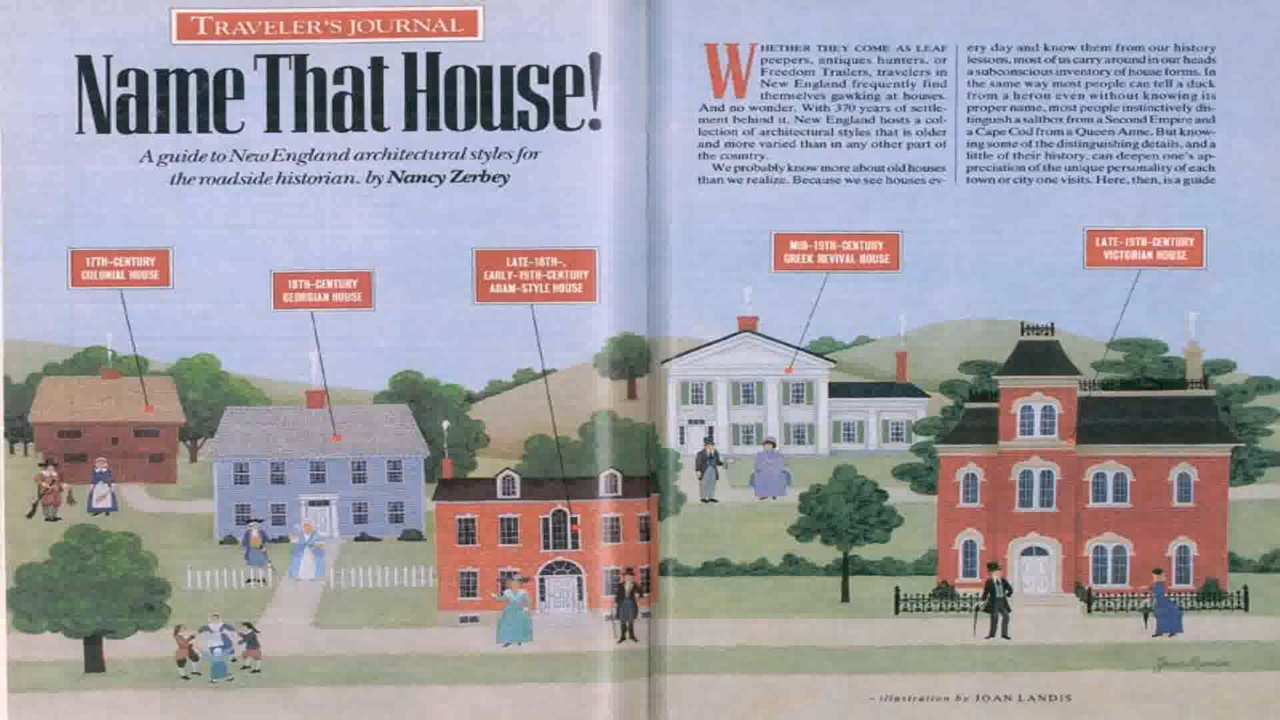 TRAVELER'S JOURNAL
Name That House!
A guide to New England architectural styles for
the roadside historian. by Nancy Zerbey
WHETHER THEY COME AS LEAF
peepers, antiques hunters, or
Freedom Trailers, travelers in
New England frequently find
themselves gawking at houses.
And no wonder. With 370 years of settle-
ment behind it, New England hosts a col-
lection of architectural styles that is older
and more varied than in any other part of
the country.
We probably know more about old houses
than we realize. Because we see houses ev-
ery day and know them from our history
lessons, most of us carry around in our heads
a subconscious inventory of house forms. In
the same way most people can tell a duck
from a heron even without knowing its
proper name, most people instinctively dis-
tinguish a saltbox from a Second Empire and
a Cape Cod from a Queen Anne. But know-
ing some of the distinguishing details, and a
little of their history, can deepen one's ap-
preciation of the unique personality of each
town or city one visits. Here, then, is a guide
17TH-CENTURY
COLONIAL HOUSE
18TH-CENTURY
GEORGIAN HOUSE
LATE-18TH-,
EARLY-19TH-CENTURY
ADAM-STYLE HOUSE
MID-19TH-CENTURY
GREEK REVIVAL HOUSE
LATE-19TH-CENTURY
VICTORIAN HOUSE
– illustration by JOAN LANDIS